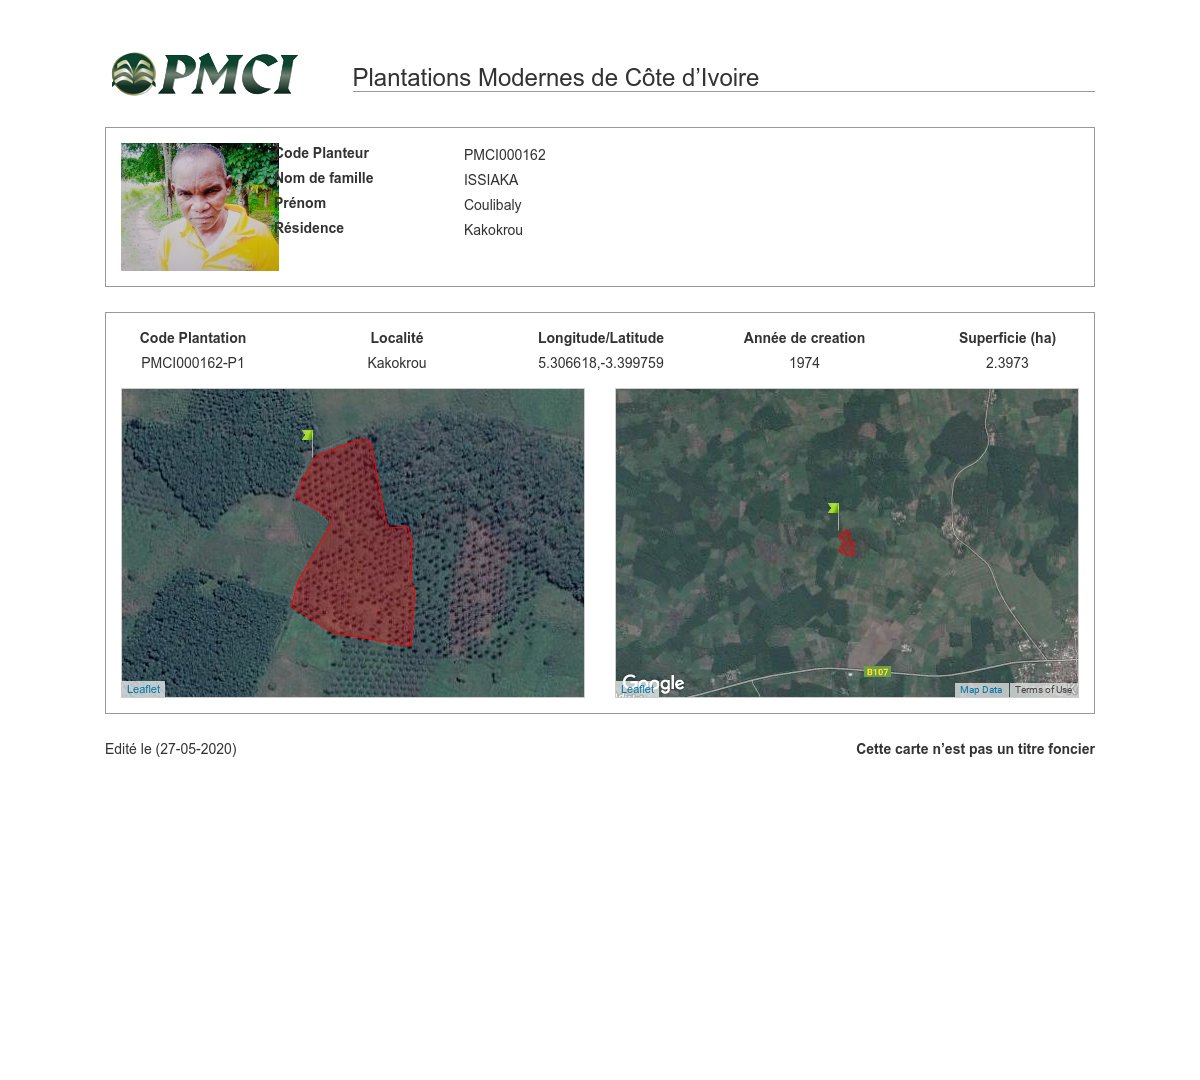 PMCI
Plantations Modernes de Côte d’Ivoire
Code Planteur PMCI000162
Nom de famille ISSIAKA
Prénom Coulibaly
Résidence Kakokrou
Code Plantation Localité Longitude/Latitude Année de creation Superficie (ha)
PMCI000162-P1 Kakokrou 5.306618,-3.399759 1974 2.3973
B107
Google
Leaflet Leaflet Map Data Terms of Use
Edité le (27-05-2020) Cette carte n’est pas un titre foncier